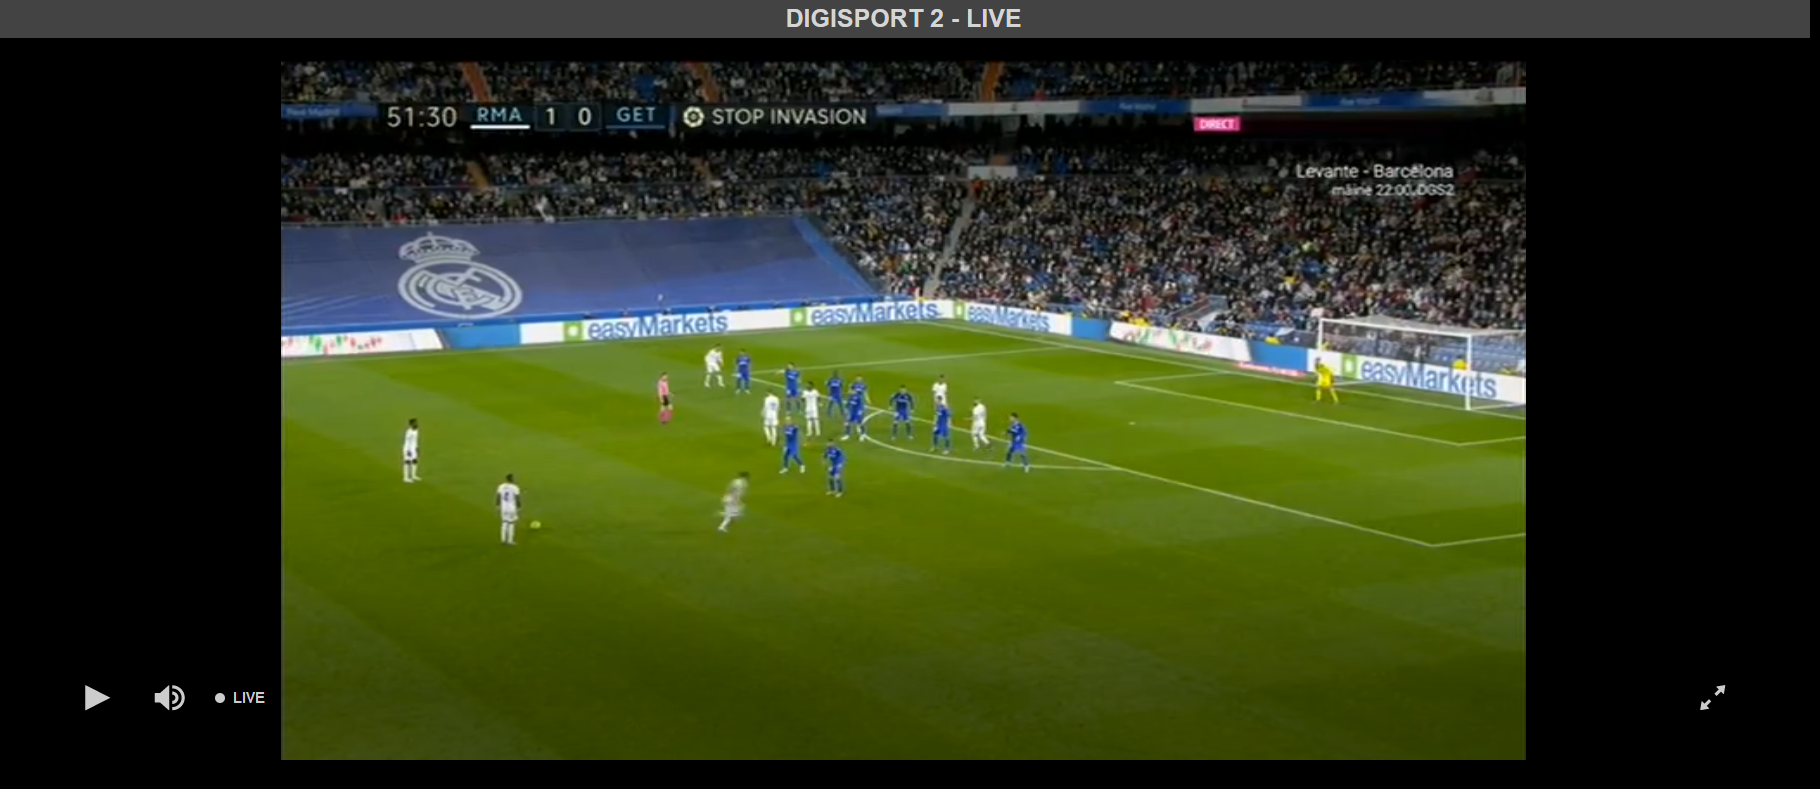 DIGISPORT 2 - LIVE
51:30 RMA 1 0 GET STOP INVASION
DIRECT
Levante - Barcelona
mâine 22:00, DGS2
easyMarkets easyMarkets easyMarkets
easyMarkets
LIVE